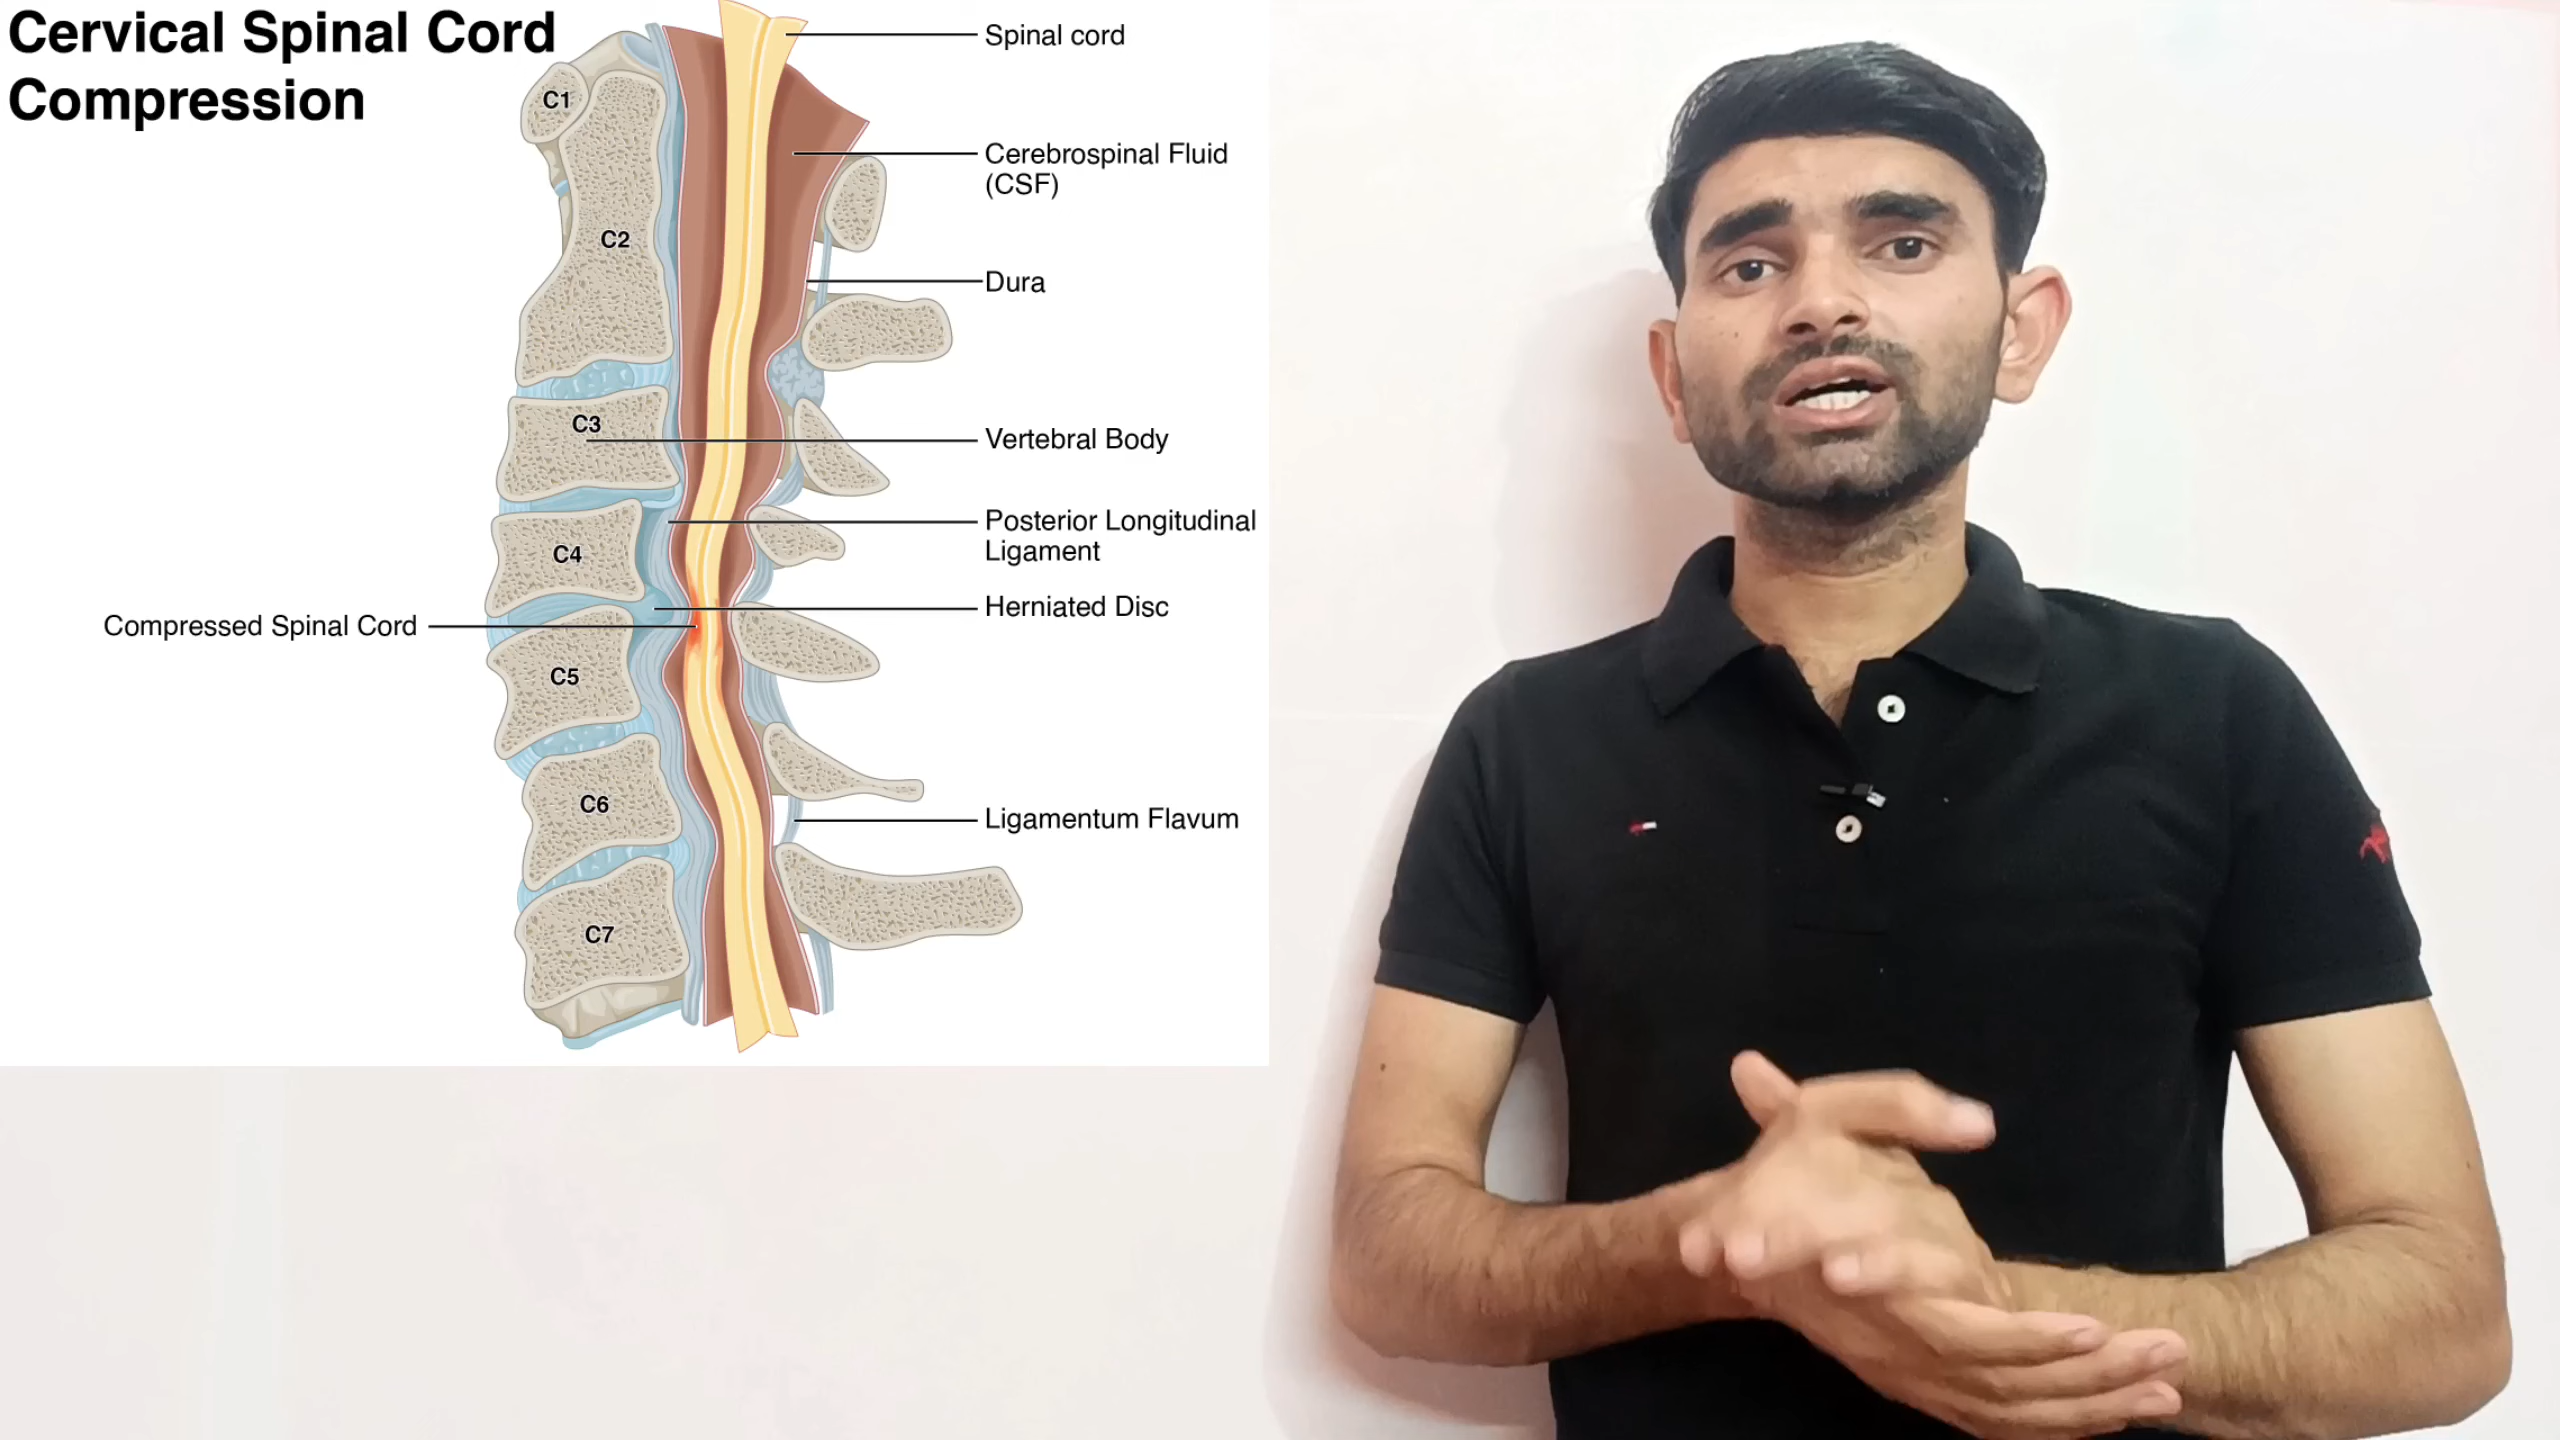 Cervical Spinal Cord
Compression
Spinal cord
C1
Cerebrospinal Fluid
(CSF)
C2
Dura
C3
Vertebral Body
Posterior Longitudinal
Ligament
C4
Herniated Disc
Compressed Spinal Cord
C5
C6
Ligamentum Flavum
C7